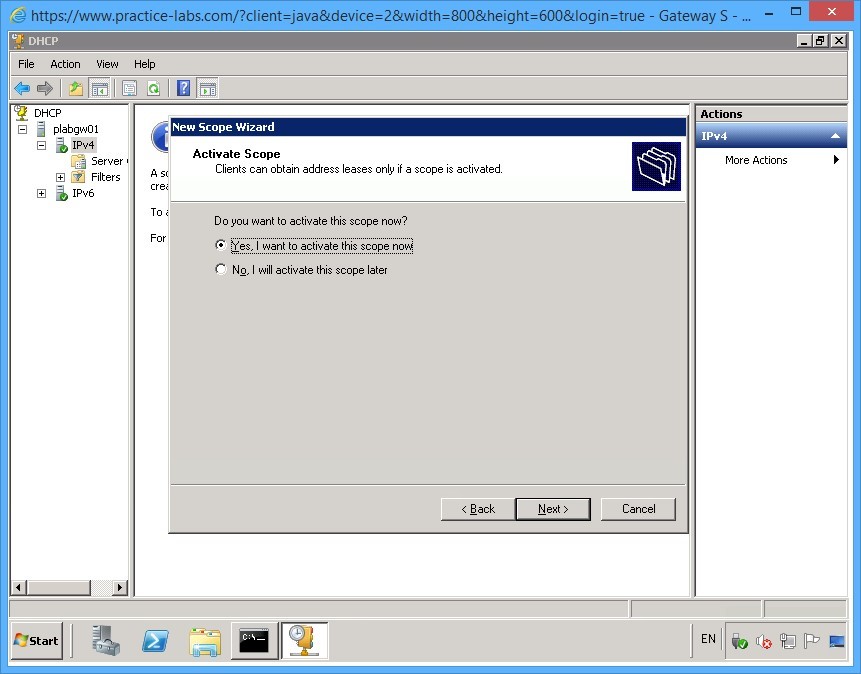 https://www.practice-labs.com/?client=java&device=2&width=800&height=600&login=true - Gateway S - ...
DHCP
File Action View Help
DHCP
plabgw01
IPv4
Server
Filters
IPv6
A
crea
To
For
New Scope Wizard
Activate Scope
Clients can obtain address leases only if a scope is activated.
Do you want to activate this scope now?
Yes, I want to activate this scope now
No, I will activate this scope later
< Back
Next >
Cancel
Actions
IPv4
More Actions
Start
C:\_
EN